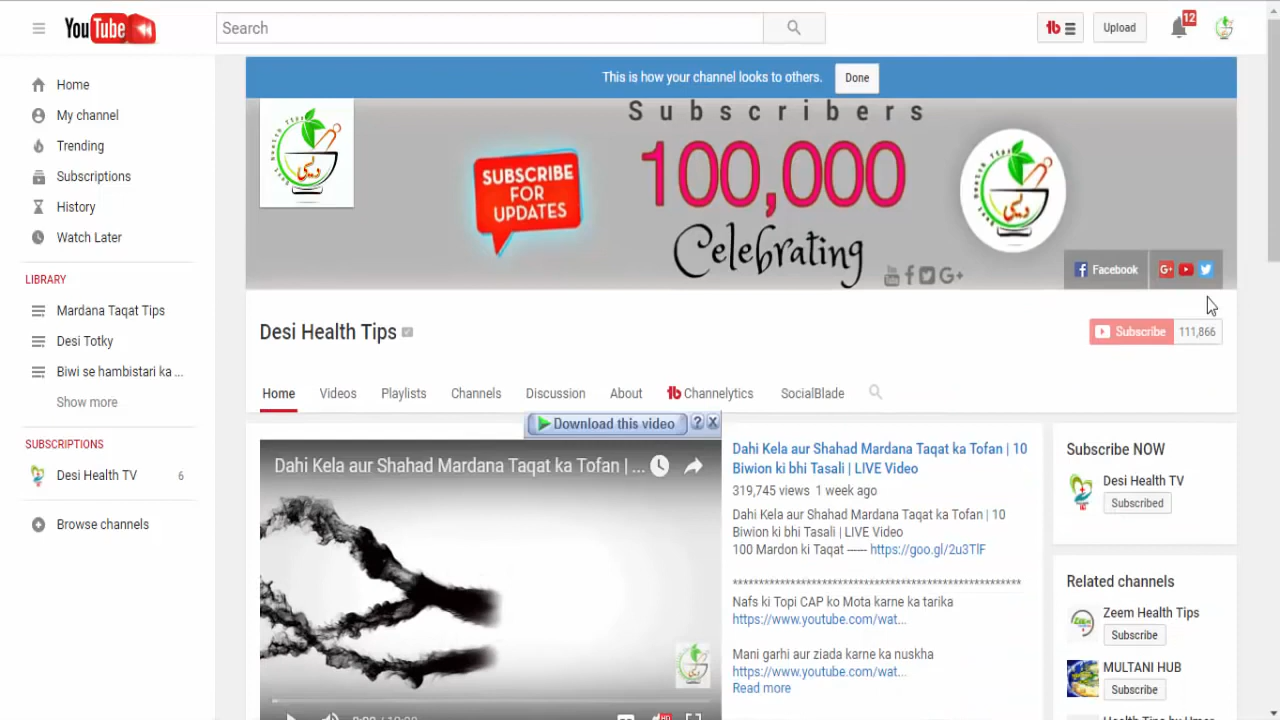 YouTube
Search
Upload
12
Home
My channel
Trending
Subscriptions
History
Watch Later
LIBRARY
Mardana Taqat Tips
Desi Totky
Biwi se hambistari ka ...
Show more
SUBSCRIPTIONS
Desi Health TV 6
Browse channels
This is how your channel looks to others. Done
Subscribers
100,000
Celebrating
SUBSCRIBE
FOR
UPDATES
دیسی
دیسی
Facebook
Desi Health Tips
Subscribe 111,866
Home Videos Playlists Channels Discussion About Channelytics SocialBlade
Download this video ? X
Dahi Kela aur Shahad Mardana Taqat ka Tofan | ...
Dahi Kela aur Shahad Mardana Taqat ka Tofan | 10
Biwion ki bhi Tasali | LIVE Video
319,745 views 1 week ago
Dahi Kela aur Shahad Mardana Taqat ka Tofan | 10
Biwion ki bhi Tasali | LIVE Video
100 Mardon ki Taqat ----- https://goo.gl/2u3TlF
************************************************************
Nafs ki Topi CAP ko Mota karne ka tarika
https://www.youtube.com/wat...
Mani garhi aur ziada karne ka nuskha
https://www.youtube.com/wat...
Read more
Subscribe NOW
Desi Health TV
Subscribed
Related channels
Zeem Health Tips
Subscribe
MULTANI HUB
Subscribe